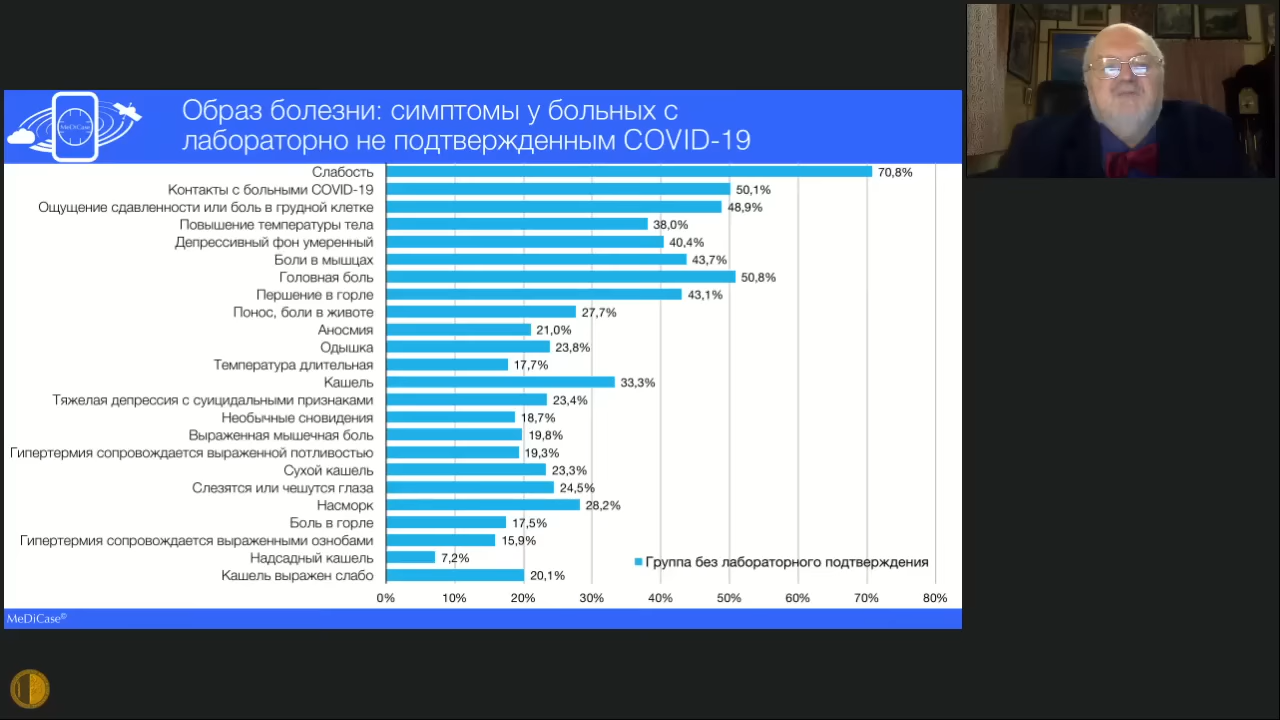 Образ болезни: симптомы у больных с
лабораторно не подтвержденным COVID-19
MeDiCase
Слабость 70,8%
Контакты с больными COVID-19 50,1%
Ощущение сдавленности или боль в грудной клетке 48,9%
Повышение температуры тела 38,0%
Депрессивный фон умеренный 40,4%
Боли в мышцах 43,7%
Головная боль 50,8%
Першение в горле 43,1%
Понос, боли в животе 27,7%
Аносмия 21,0%
Одышка 23,8%
Температура длительная 17,7%
Кашель 33,3%
Тяжелая депрессия с суицидальными признаками 23,4%
Необычные сновидения 18,7%
Выраженная мышечная боль 19,8%
Гипертермия сопровождается выраженной потливостью 19,3%
Сухой кашель 23,3%
Слезятся или чешутся глаза 24,5%
Насморк 28,2%
Боль в горле 17,5%
Гипертермия сопровождается выраженными ознобами 15,9%
Надсадный кашель 7,2%
Группа без лабораторного подтверждения
Кашель выражен слабо 20,1%
0% 10% 20% 30% 40% 50% 60% 70% 80%
MeDiCase©